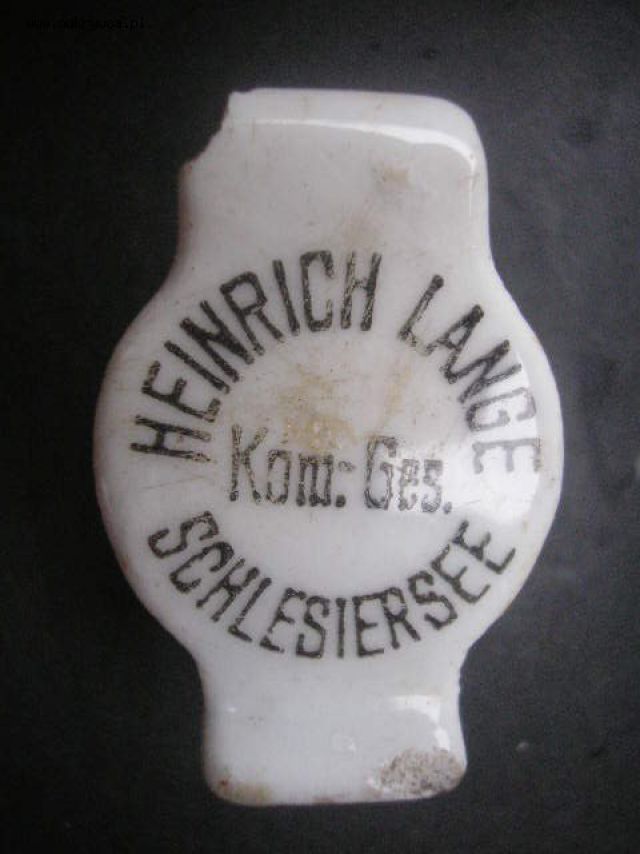 HEINRICH LANGE
Kom: Ges.
SCHLESIERSEE